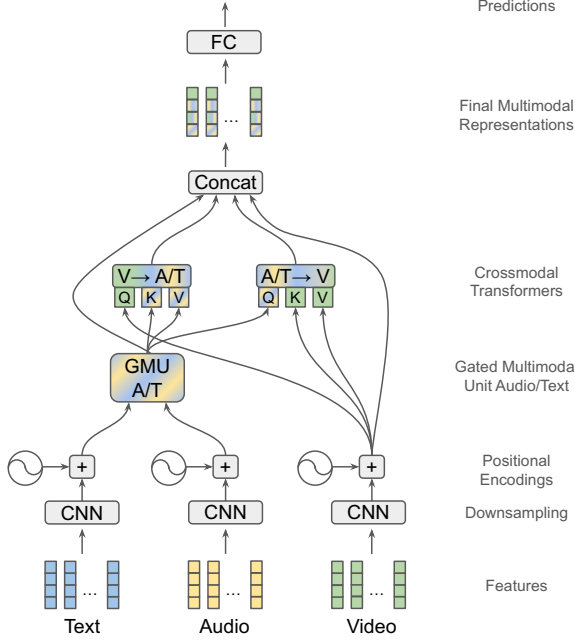 Predictions
FC
...
Final Multimodal
Representations
Concat
V→ A/T
A/T→ V
Crossmodal
Transformers
Q K V
Q K V
GMU
A/T
Gated Multimoda
Unit Audio/Text
+
+
+
Positional
Encodings
CNN
CNN
CNN
Downsampling
...
...
...
Features
Text
Audio
Video